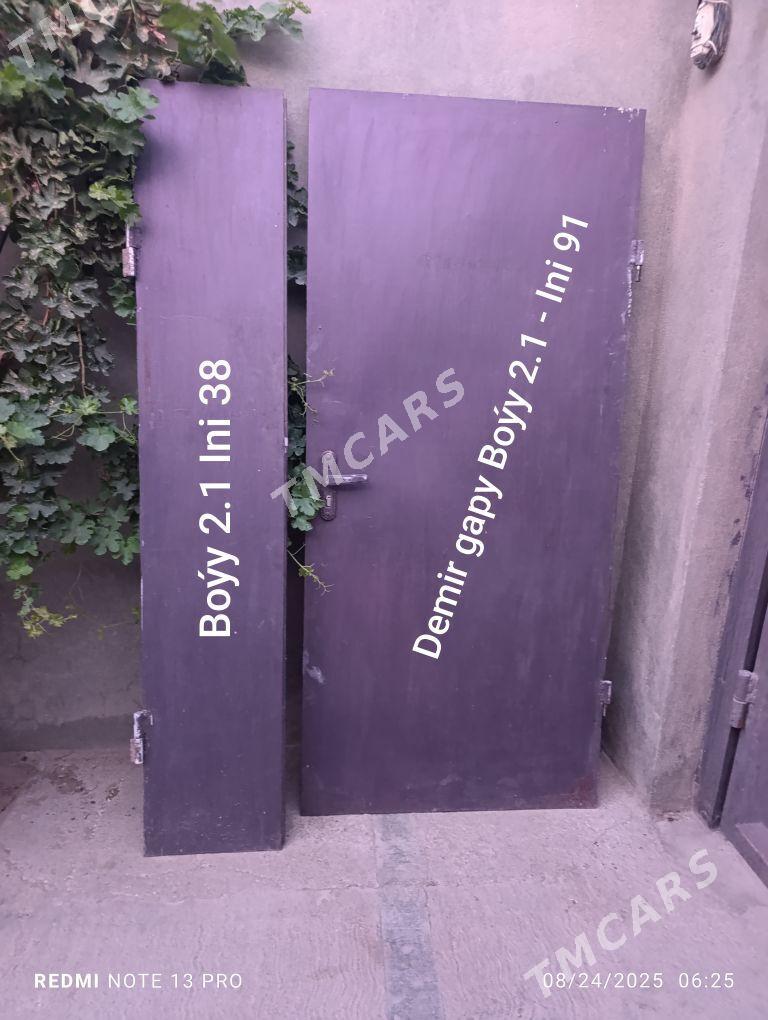 TMCARS
Boýy 2.1 Ini 38
Demir gapy Boýy 2.1 - Ini 91
TMCARS
TMCARS
REDMI NOTE 13 PRO
08/24/2025 06:25